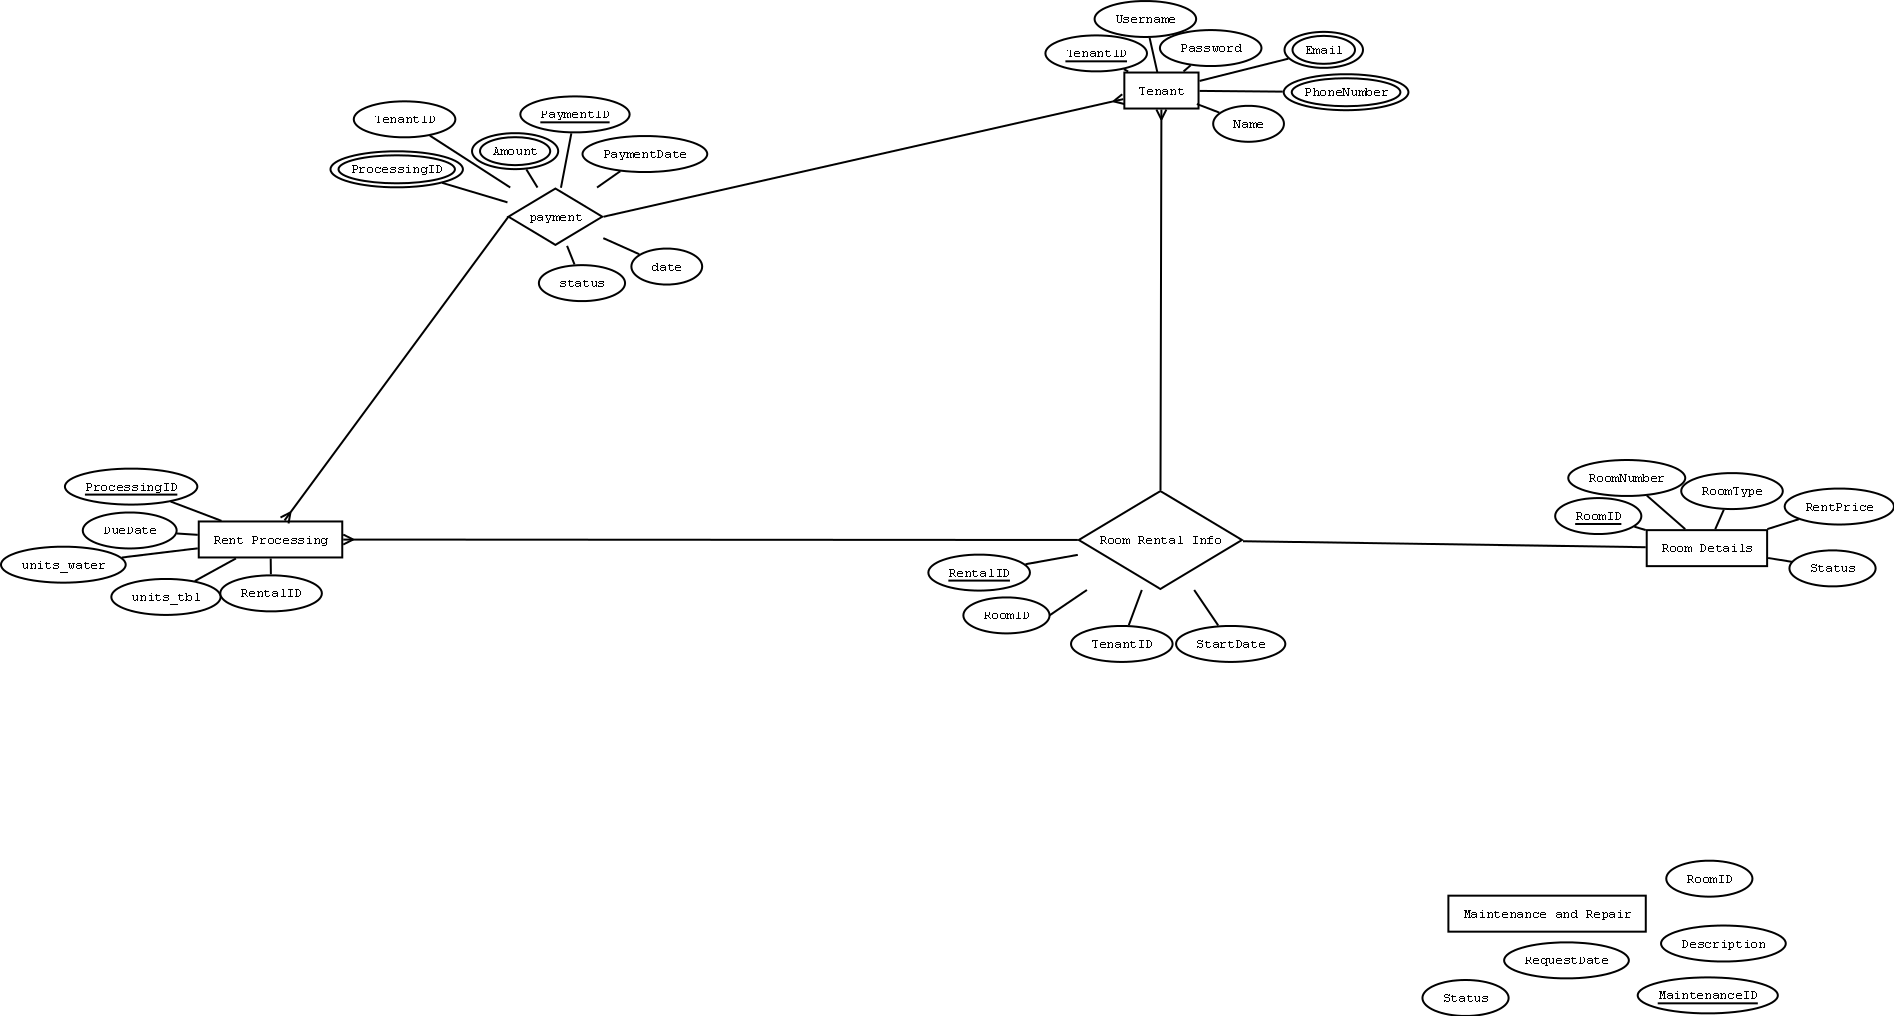 Username
TenantID
Password
Email
Tenant
PhoneNumber
Name
TenantID
PaymentID
Amount
PaymentDate
ProcessingID
payment
status
date
ProcessingID
DueDate
Rent Processing
units_water
units_tbl
RentalID
Room Rental Info
RentalID
RoomID
TenantID
StartDate
RoomNumber
RoomType
RentPrice
RoomID
Room Details
Status
RoomID
Maintenance and Repair
Description
RequestDate
Status
MaintenanceID